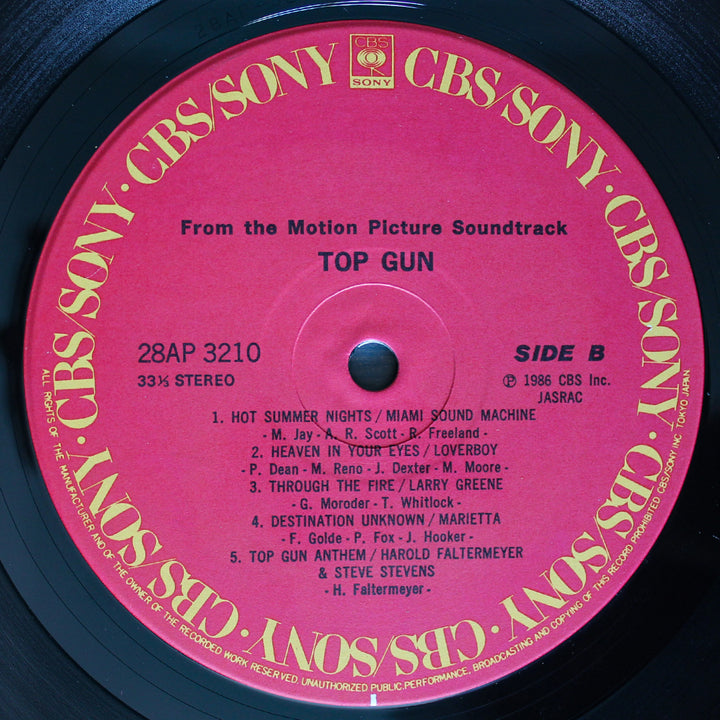 28AP
CBS
SONY
CBS/SONY · CBS/SONY · CBS/SONY · CBS/SONY · CBS/SONY · CBS/SONY · CBS/SONY · CBS/SONY · CBS/SONY
From the Motion Picture Soundtrack
TOP GUN
28AP 3210
33⅓ STEREO
SIDE B
Ⓟ 1986 CBS Inc.
JASRAC
1. HOT SUMMER NIGHTS / MIAMI SOUND MACHINE
- M. Jay - A. R. Scott - R. Freeland -
2. HEAVEN IN YOUR EYES / LOVERBOY
- P. Dean - M. Reno - J. Dexter - M. Moore -
3. THROUGH THE FIRE / LARRY GREENE
- G. Moroder - T. Whitlock -
4. DESTINATION UNKNOWN / MARIETTA
- F. Golde - P. Fox - J. Hooker -
5. TOP GUN ANTHEM / HAROLD FALTERMEYER
& STEVE STEVENS
- H. Faltermeyer -
ALL RIGHTS OF THE MANUFACTURER AND OF THE OWNER OF THE RECORDED WORK RESERVED. UNAUTHORIZED PUBLIC PERFORMANCE, BROADCASTING AND COPYING OF THIS RECORD PROHIBITED CBS/SONY INC. TOKYO JAPAN